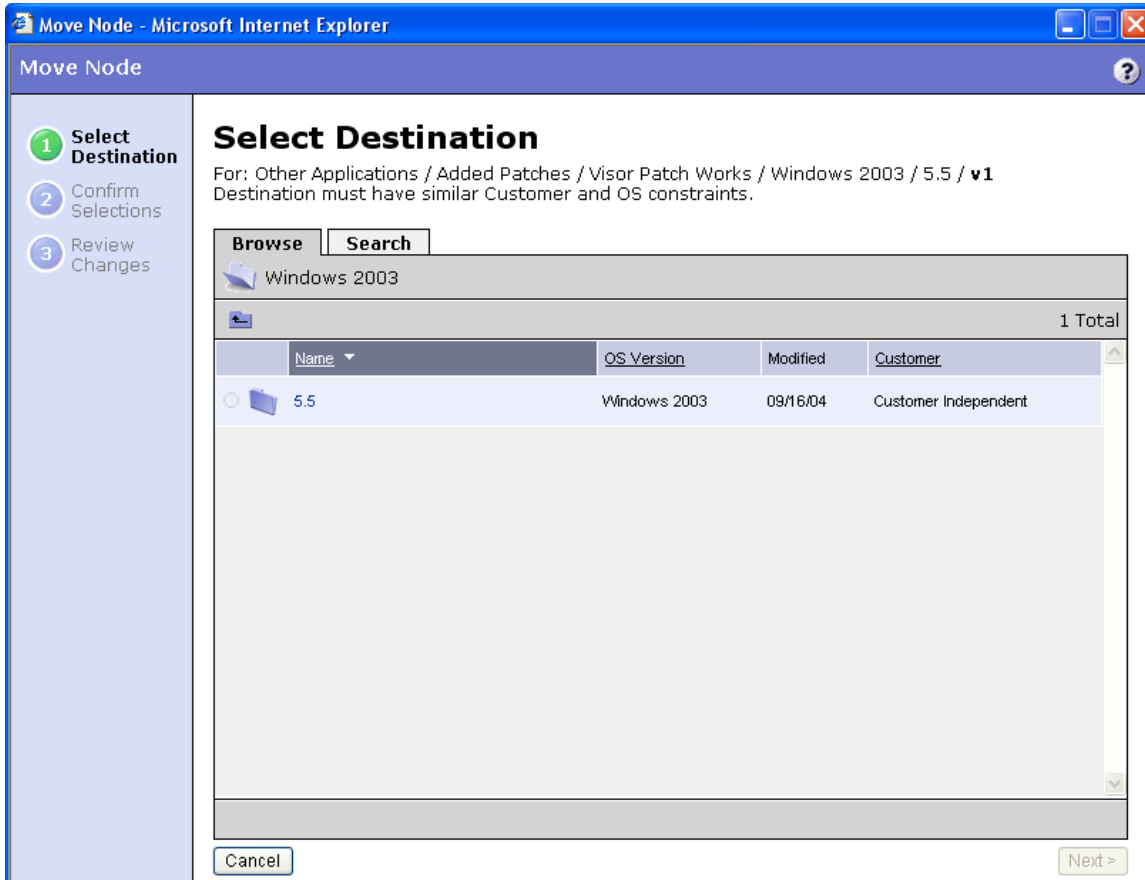 Move Node - Microsoft Internet Explorer
Move Node
?
1 Select
Destination
2 Confirm
Selections
3 Review
Changes
Select Destination
For: Other Applications / Added Patches / Visor Patch Works / Windows 2003 / 5.5 / v1
Destination must have similar Customer and OS constraints.
Browse Search
Windows 2003
1 Total
Name OS Version Modified Customer
5.5 Windows 2003 09/16/04 Customer Independent
Cancel Next >